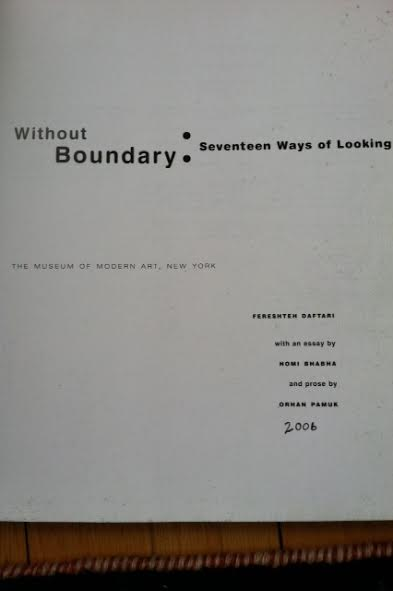 Without
Boundary: Seventeen Ways of Looking
THE MUSEUM OF MODERN ART, NEW YORK
FERESHTEH DAFTARI
with an essay by
HOMI BHABHA
and prose by
ORHAN PAMUK
2006